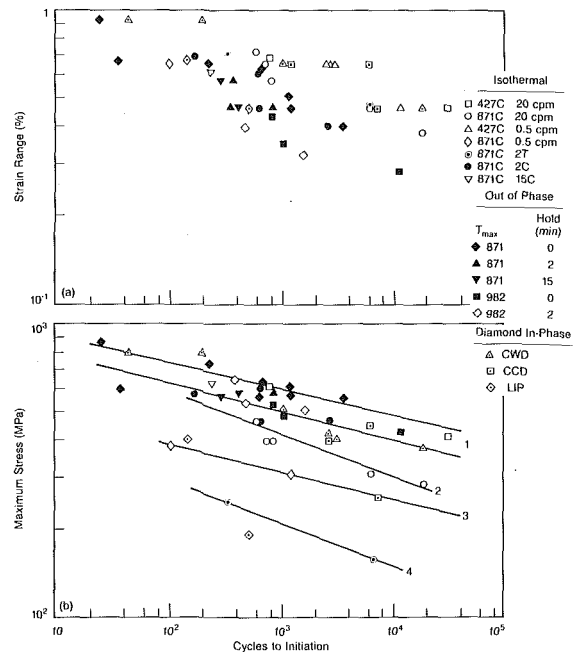 1
Strain Range (%)
10-1
(a)
Isothermal
427C 20 cpm
871C 20 cpm
427C 0.5 cpm
871C 0.5 cpm
871C 2T
871C 2C
871C 15C
Out of Phase
Tmax Hold (min)
871 0
871 2
871 15
982 0
982 2
Diamond In-Phase
CWD
CCD
LIP
103
Maximum Stress (MPa)
102
(b)
1
2
3
4
10 102 103 104 105
Cycles to Initiation